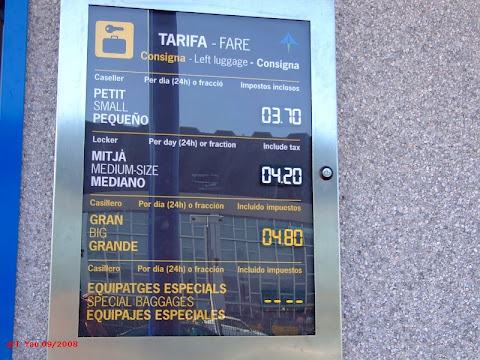 TARIFA - FARE
Consigna - Left luggage - Consigna
Caseller Per dia (24h) o fracció Impostos inclosos
PETIT
SMALL 03.70
PEQUEÑO
Locker Per day (24h) or fraction Include tax
MITJÀ
MEDIUM-SIZE 04.20
MEDIANO
Casillero Por día (24h) o fracción Incluido impuestos
GRAN
BIG 04.80
GRANDE
Casillero Por día (24h) o fracción Incluido impuestos
EQUIPATGES ESPECIALS
SPECIAL BAGGAGES ----
EQUIPAJES ESPECIALES
Yao 09/2008